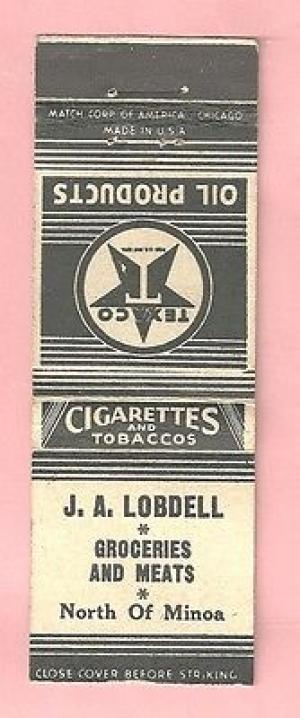 MATCH CORP. OF AMERICA, CHICAGO
MADE IN U.S.A.
OIL PRODUCTS
TEXACO
T
CIGARETTES
AND
TOBACCOS
J. A. LOBDELL
*
GROCERIES
AND MEATS
*
North Of Minoa
CLOSE COVER BEFORE STRIKING